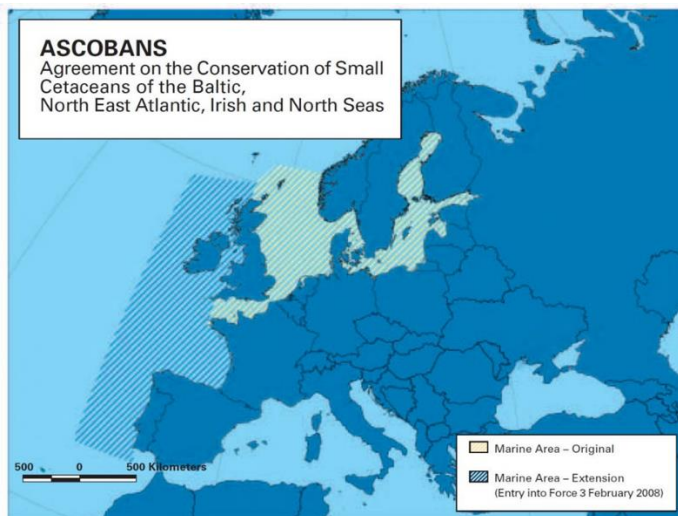 ASCOBANS
Agreement on the Conservation of Small
Cetaceans of the Baltic,
North East Atlantic, Irish and North Seas
500 0 500 Kilometers
Marine Area – Original
Marine Area – Extension
(Entry into Force 3 February 2008)